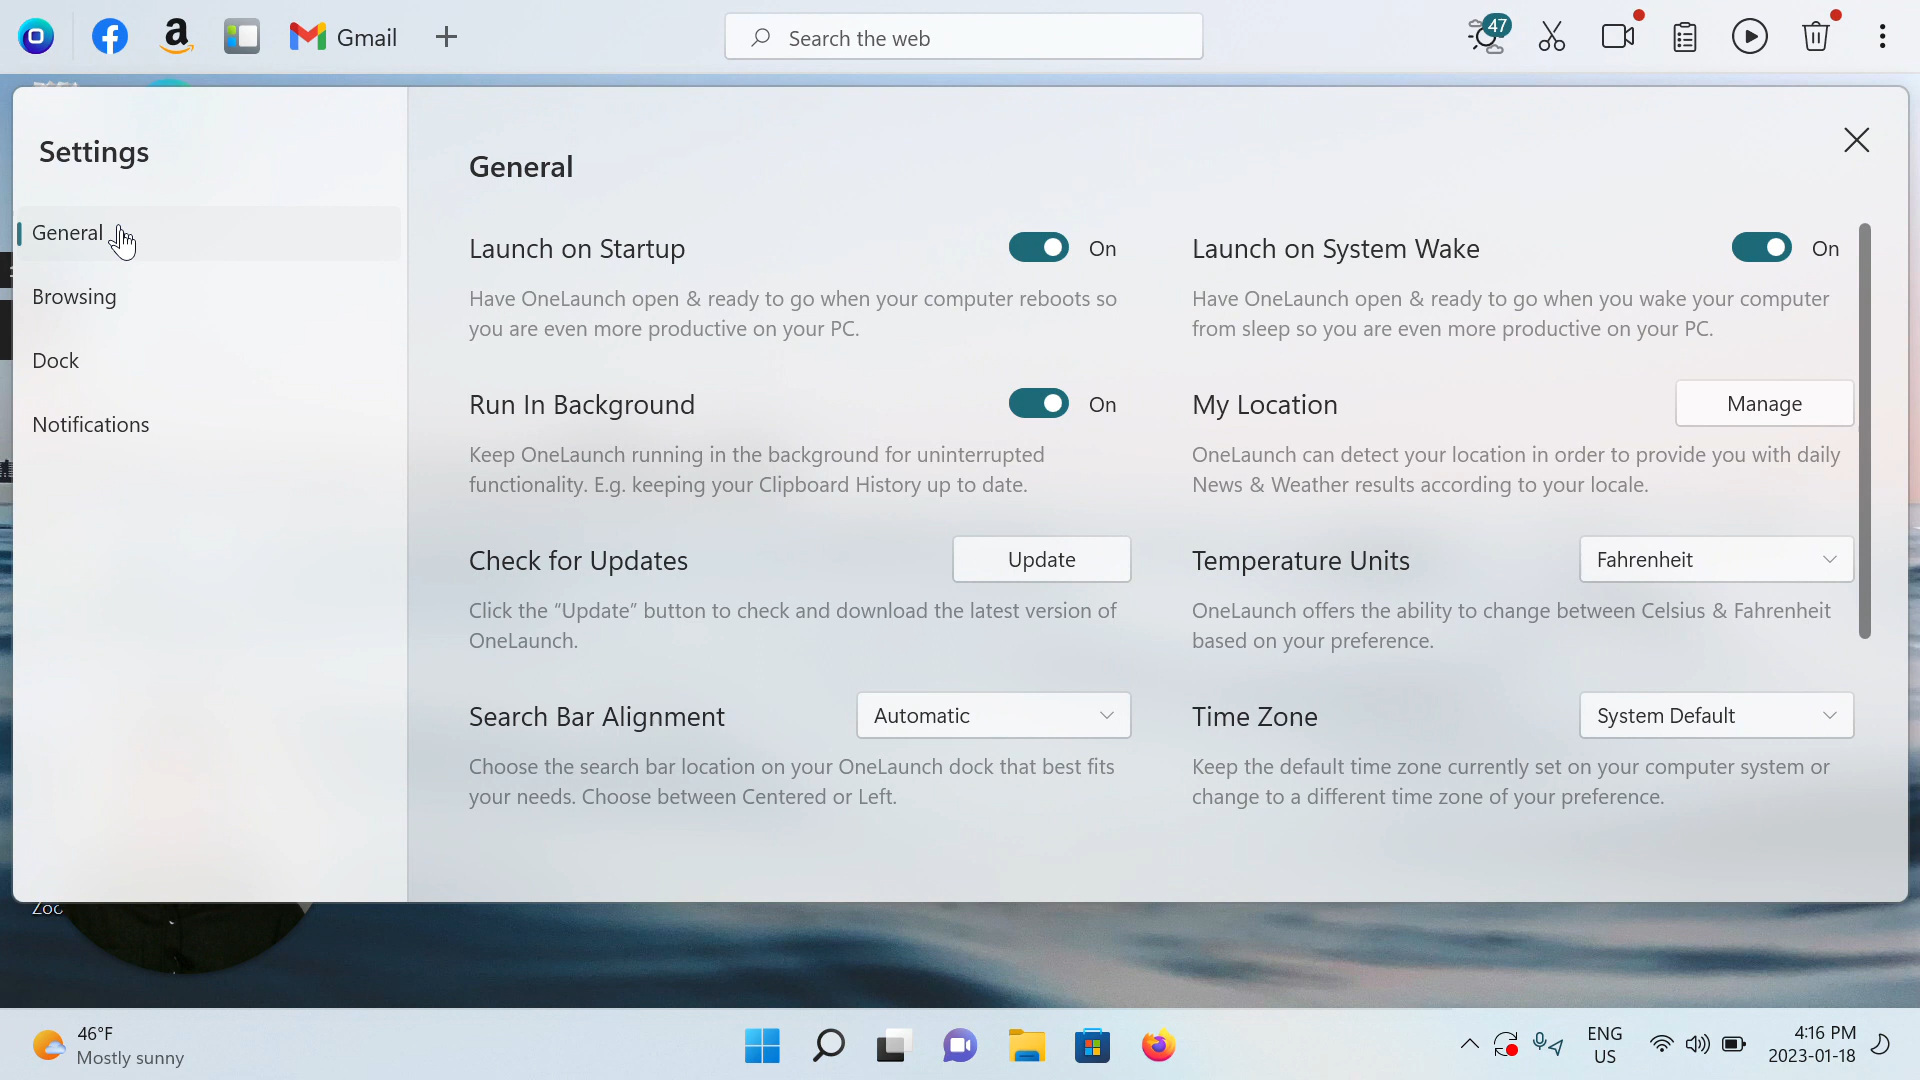 Gmail
Search the web
47
Settings
General
Browsing
Dock
Notifications
General
Launch on Startup
On
Have OneLaunch open & ready to go when your computer reboots so
you are even more productive on your PC.
Launch on System Wake
On
Have OneLaunch open & ready to go when you wake your computer
from sleep so you are even more productive on your PC.
Run In Background
On
Keep OneLaunch running in the background for uninterrupted
functionality. E.g. keeping your Clipboard History up to date.
My Location
Manage
OneLaunch can detect your location in order to provide you with daily
News & Weather results according to your locale.
Check for Updates
Update
Click the “Update” button to check and download the latest version of
OneLaunch.
Temperature Units
Fahrenheit
OneLaunch offers the ability to change between Celsius & Fahrenheit
based on your preference.
Search Bar Alignment
Automatic
Choose the search bar location on your OneLaunch dock that best fits
your needs. Choose between Centered or Left.
Time Zone
System Default
Keep the default time zone currently set on your computer system or
change to a different time zone of your preference.
46°F
Mostly sunny
ENG
US
4:16 PM
2023-01-18